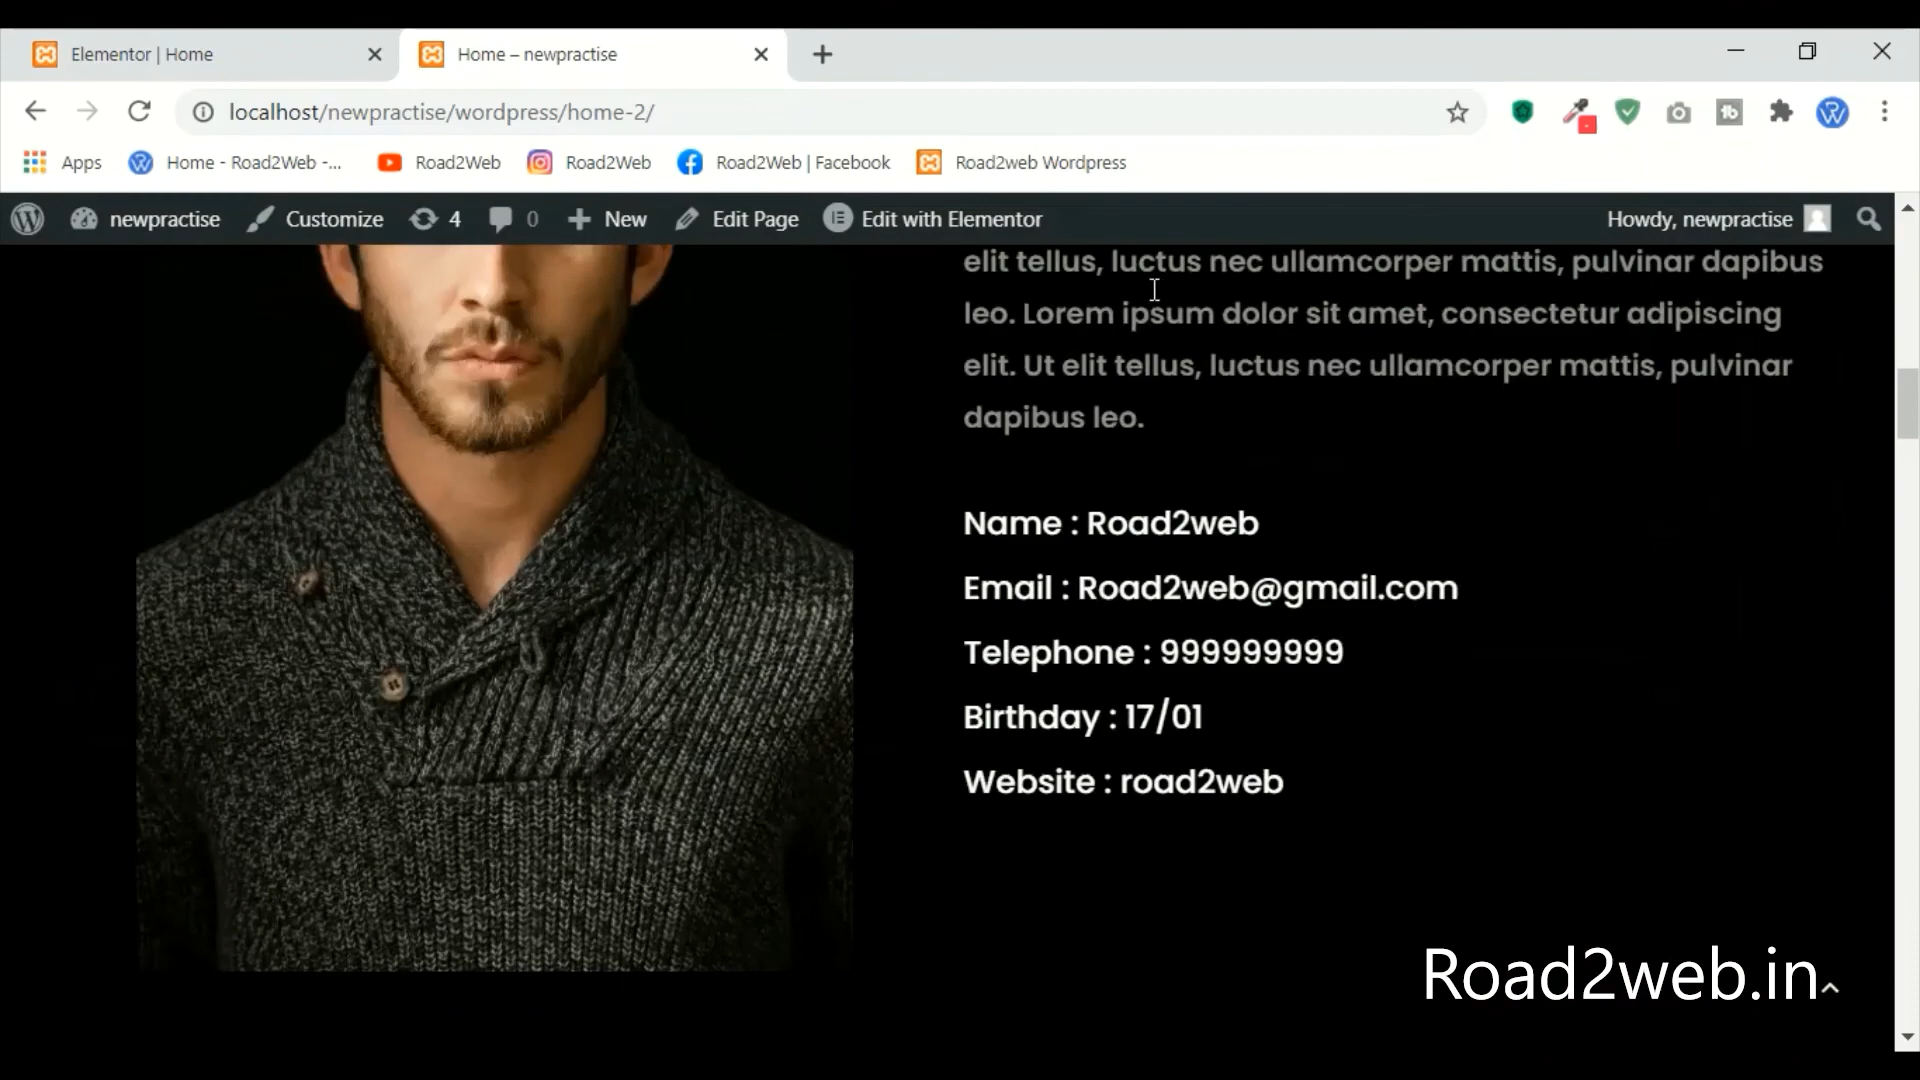 Elementor | Home
Home – newpractise
localhost/newpractise/wordpress/home-2/
Apps
Home - Road2Web -...
Road2Web
Road2Web
Road2Web | Facebook
Road2web Wordpress
newpractise
Customize
4
0
New
Edit Page
Edit with Elementor
Howdy, newpractise
elit tellus, luctus nec ullamcorper mattis, pulvinar dapibus
leo. Lorem ipsum dolor sit amet, consectetur adipiscing
elit. Ut elit tellus, luctus nec ullamcorper mattis, pulvinar
dapibus leo.
Name : Road2web
Email : Road2web@gmail.com
Telephone : 999999999
Birthday : 17/01
Website : road2web
Road2web.in